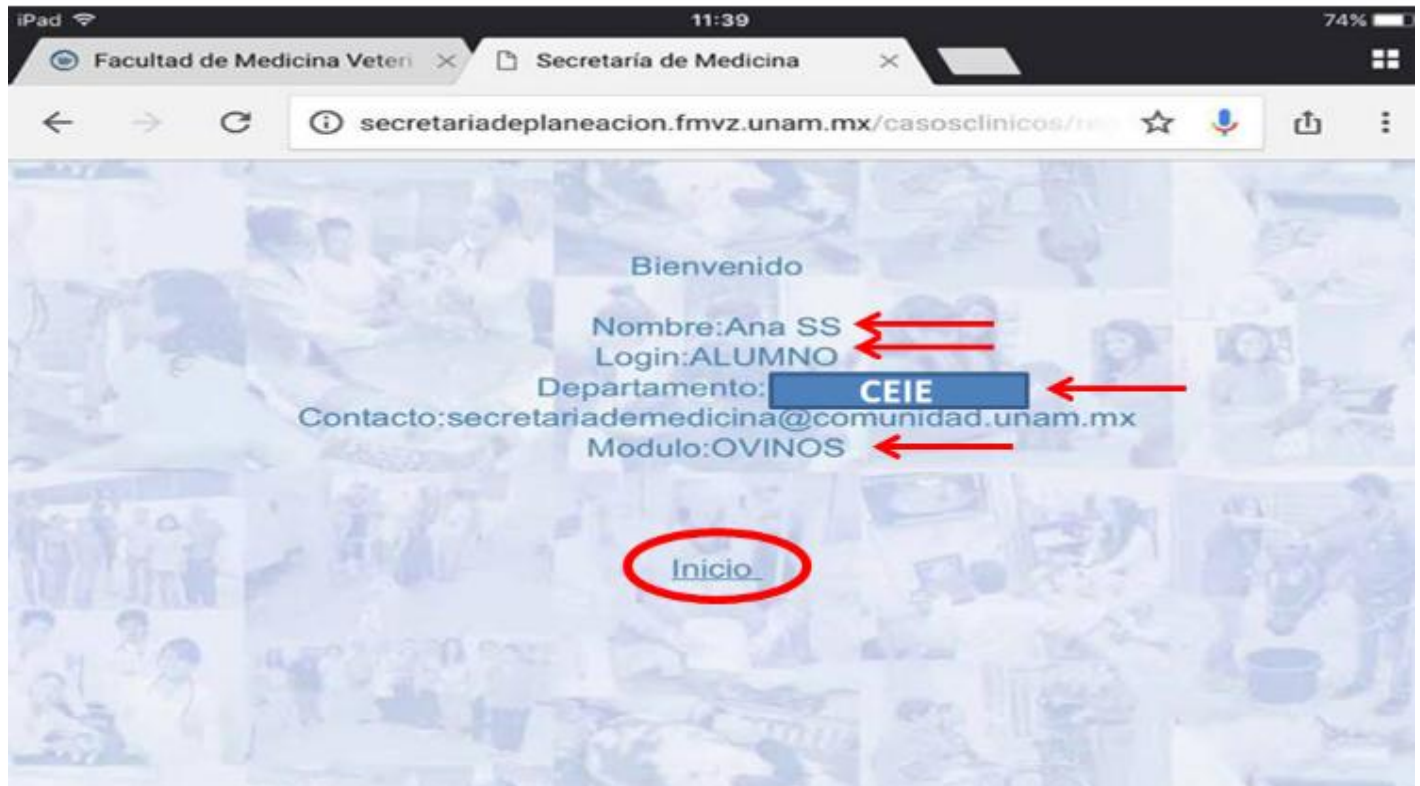 iPad 11:39 74%
Facultad de Medicina Veteri Secretaría de Medicina
secretariadeplaneacion.fmvz.unam.mx/casosclinicos/
Bienvenido
Nombre:Ana SS
Login:ALUMNO
Departamento: CEIE
Contacto:secretariademedicina@comunidad.unam.mx
Modulo:OVINOS
Inicio